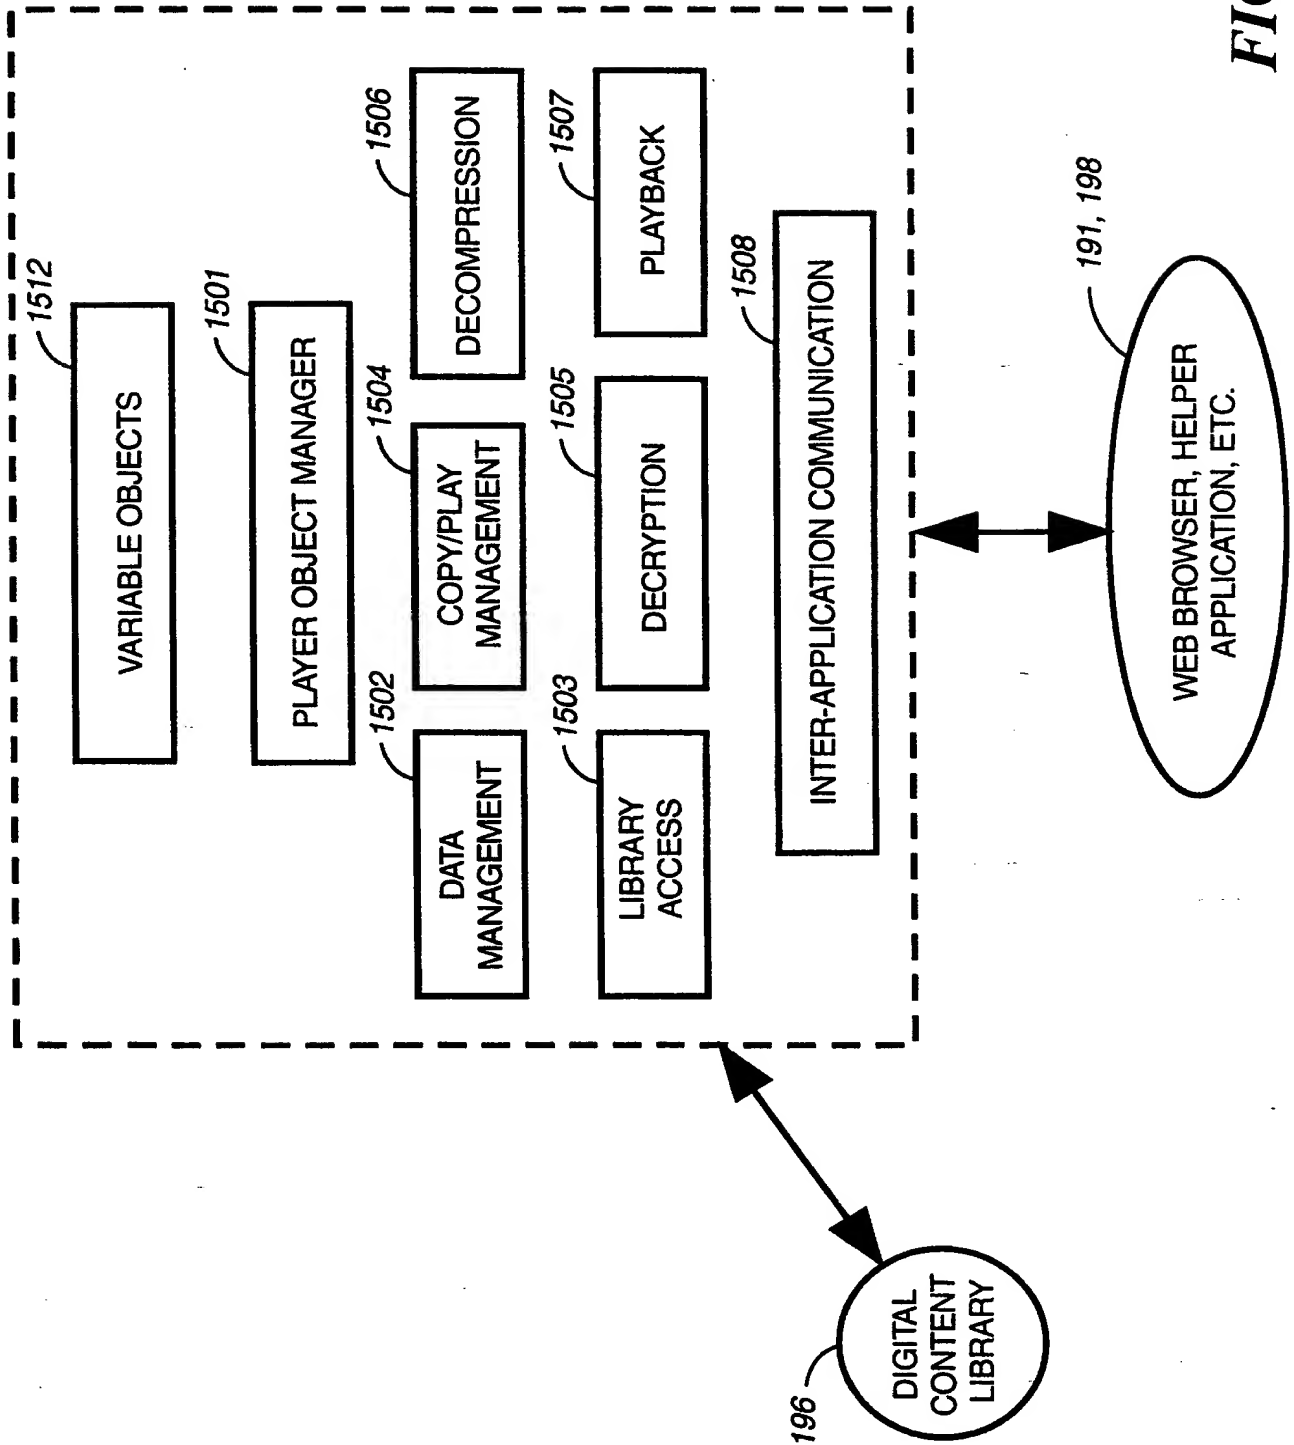 1512
VARIABLE OBJECTS
1501
PLAYER OBJECT MANAGER
1502
DATA
MANAGEMENT
1504
COPY/PLAY
MANAGEMENT
1506
DECOMPRESSION
1503
LIBRARY
ACCESS
1505
DECRYPTION
1507
PLAYBACK
1508
INTER-APPLICATION COMMUNICATION
196
DIGITAL
CONTENT
LIBRARY
191, 198
WEB BROWSER, HELPER
APPLICATION, ETC.